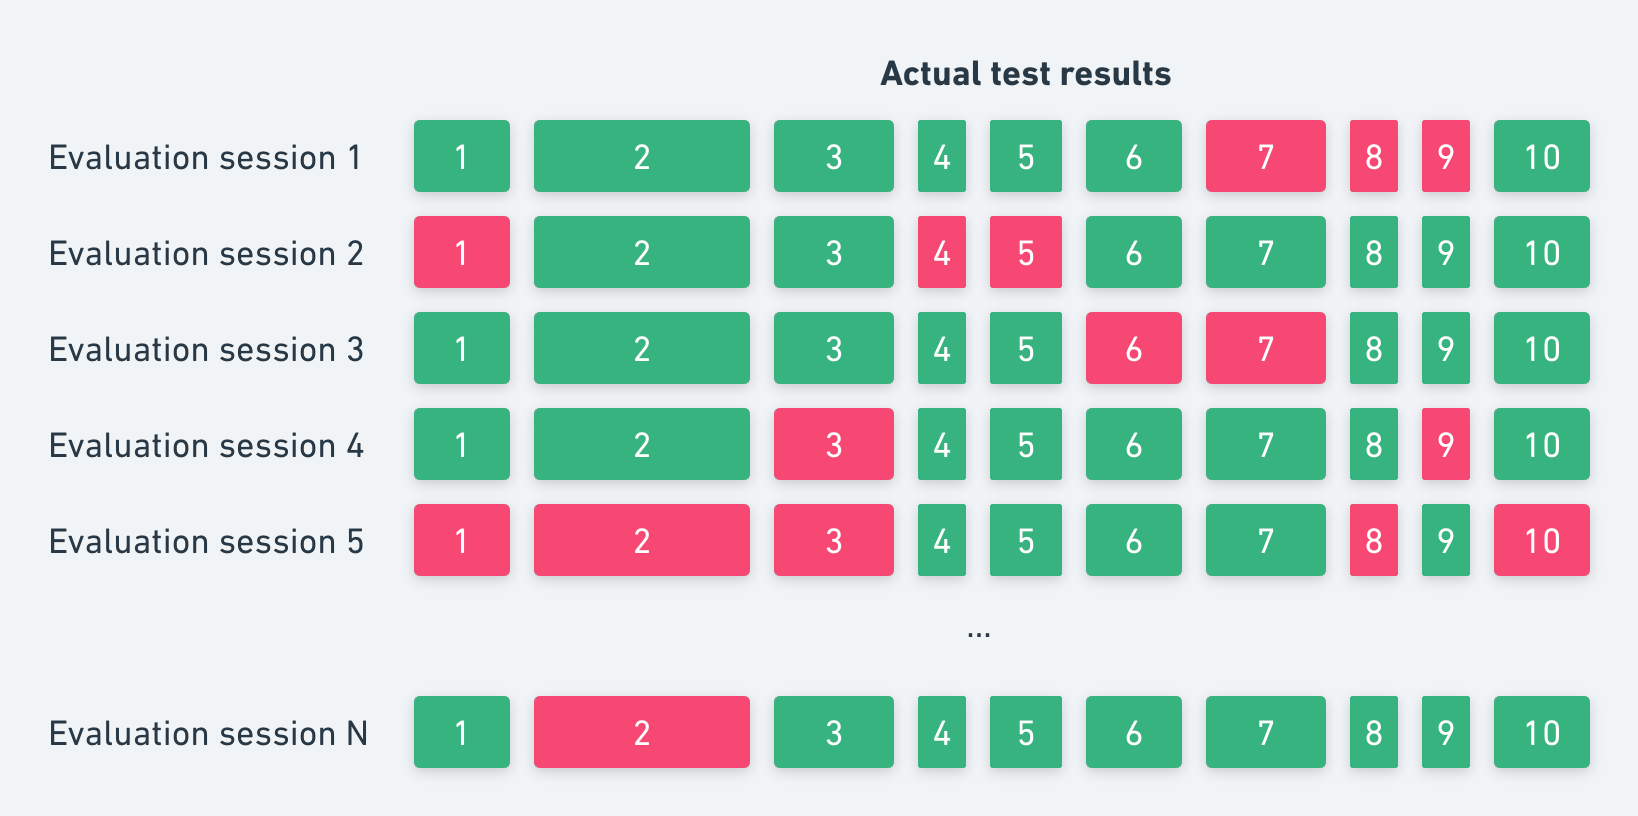 Actual test results
Evaluation session 1 1 2 3 4 5 6 7 8 9 10
Evaluation session 2 1 2 3 4 5 6 7 8 9 10
Evaluation session 3 1 2 3 4 5 6 7 8 9 10
Evaluation session 4 1 2 3 4 5 6 7 8 9 10
Evaluation session 5 1 2 3 4 5 6 7 8 9 10
...
Evaluation session N 1 2 3 4 5 6 7 8 9 10